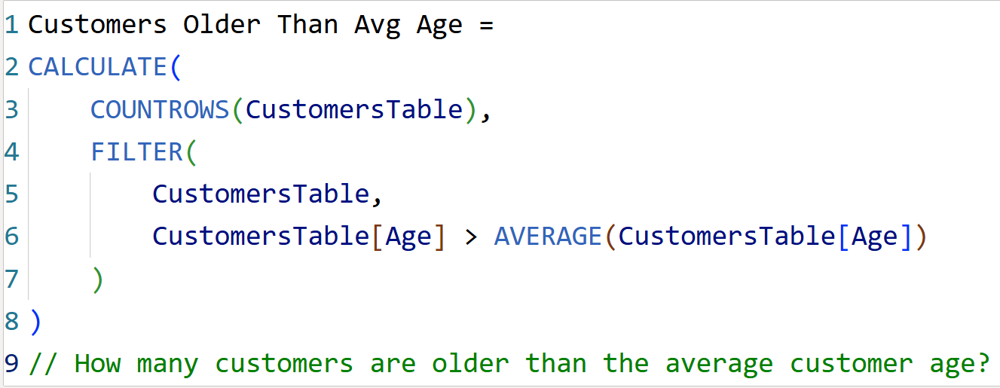 1 Customers Older Than Avg Age =
2 CALCULATE(
3 COUNTROWS(CustomersTable),
4 FILTER(
5 CustomersTable,
6 CustomersTable[Age] > AVERAGE(CustomersTable[Age])
7 )
8 )
9 // How many customers are older than the average customer age?